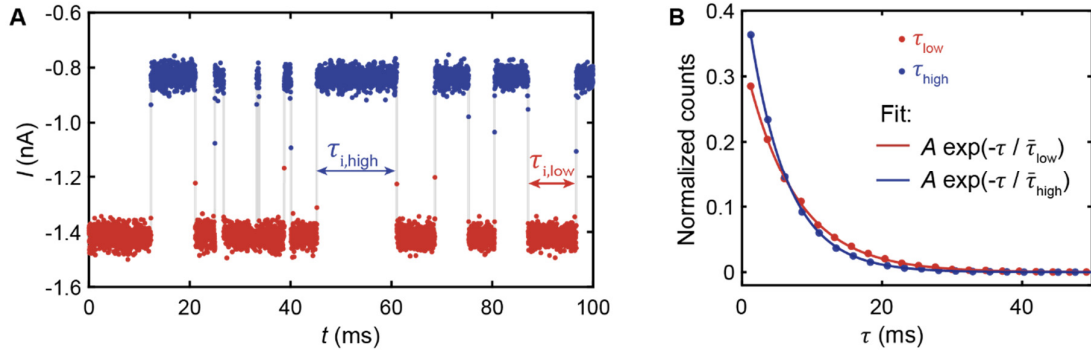 A
-0.6
-0.8
-1.0
-1.2
-1.4
-1.6
I (nA)
τi,high
τi,low
0 20 40 60 80 100
t (ms)
B
0.4
0.3
0.2
0.1
0
Normalized counts
τlow
τhigh
Fit:
A exp(-τ / τ̄low)
A exp(-τ / τ̄high)
0 20 40
τ (ms)